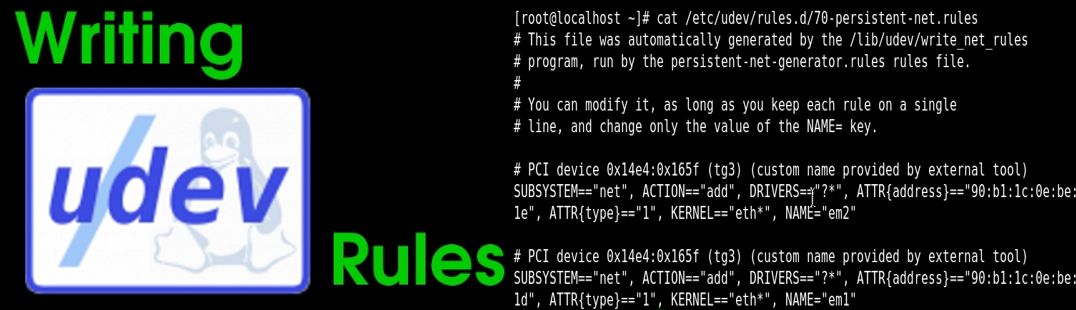 Writing
udev
Rules
[root@localhost ~]# cat /etc/udev/rules.d/70-persistent-net.rules
# This file was automatically generated by the /lib/udev/write_net_rules
# program, run by the persistent-net-generator.rules rules file.
#
# You can modify it, as long as you keep each rule on a single
# line, and change only the value of the NAME= key.
# PCI device 0x14e4:0x165f (tg3) (custom name provided by external tool)
SUBSYSTEM=="net", ACTION=="add", DRIVERS=="?*", ATTR{address}=="90:b1:1c:0e:be:
1e", ATTR{type}=="1", KERNEL=="eth*", NAME="em2"
# PCI device 0x14e4:0x165f (tg3) (custom name provided by external tool)
SUBSYSTEM=="net", ACTION=="add", DRIVERS=="?*", ATTR{address}=="90:b1:1c:0e:be:
1d", ATTR{type}=="1", KERNEL=="eth*", NAME="em1"